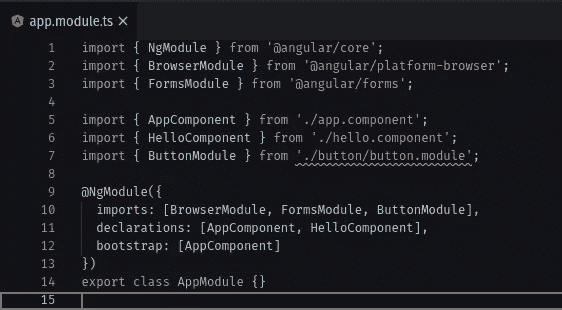 app.module.ts ×
1 import { NgModule } from '@angular/core';
2 import { BrowserModule } from '@angular/platform-browser';
3 import { FormsModule } from '@angular/forms';
4
5 import { AppComponent } from './app.component';
6 import { HelloComponent } from './hello.component';
7 import { ButtonModule } from './button/button.module';
8
9 @NgModule({
10   imports: [BrowserModule, FormsModule, ButtonModule],
11   declarations: [AppComponent, HelloComponent],
12   bootstrap: [AppComponent]
13 })
14 export class AppModule {}
15